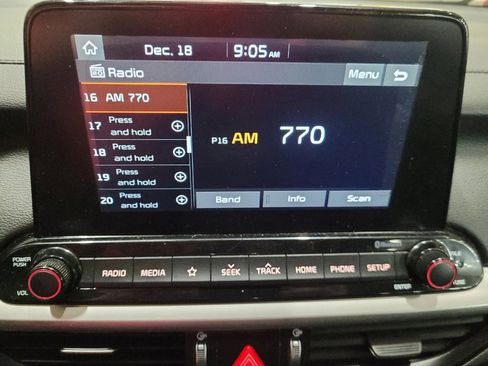 Dec. 18 9:05 AM
Radio Menu
16 AM 770
17 Press and hold
18 Press and hold
19 Press and hold
20 Press and hold
P16 AM 770
Band Info Scan
POWER
PUSH
VOL
RADIO MEDIA SEEK TRACK HOME PHONE SETUP
ENTER